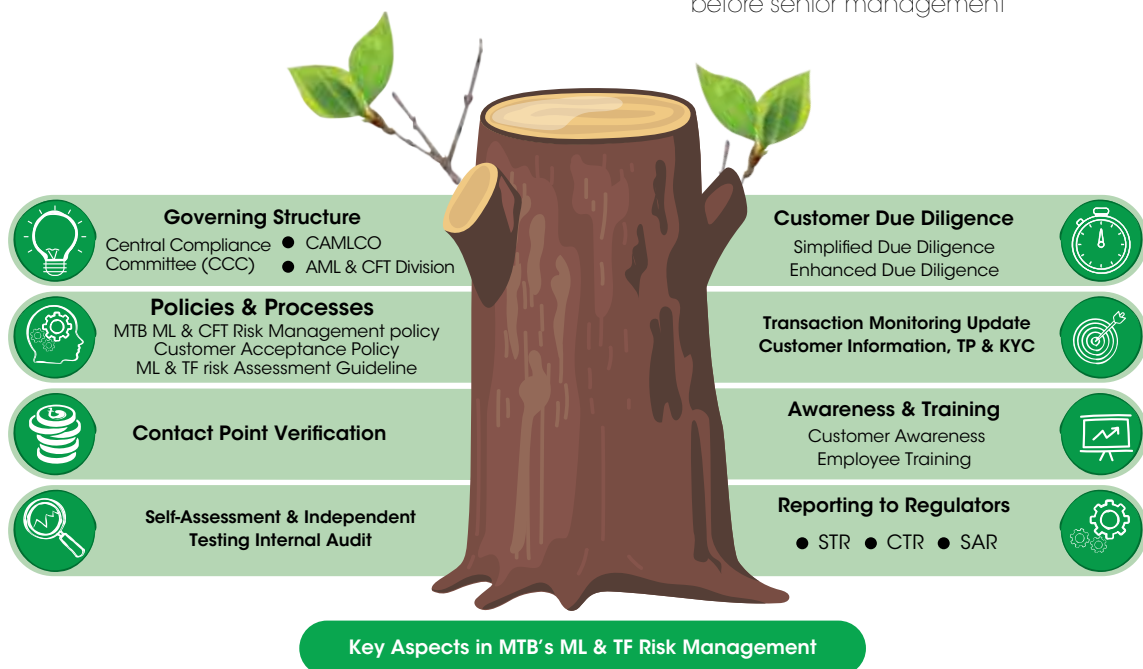 before senior management
Governing Structure
Central Compliance ● CAMLCO
Committee (CCC) ● AML & CFT Division
Policies & Processes
MTB ML & CFT Risk Management policy
Customer Acceptance Policy
ML & TF risk Assessment Guideline
Contact Point Verification
Self-Assessment & Independent
Testing Internal Audit
Customer Due Diligence
Simplified Due Diligence
Enhanced Due Diligence
Transaction Monitoring Update
Customer Information, TP & KYC
Awareness & Training
Customer Awareness
Employee Training
Reporting to Regulators
● STR ● CTR ● SAR
Key Aspects in MTB's ML & TF Risk Management